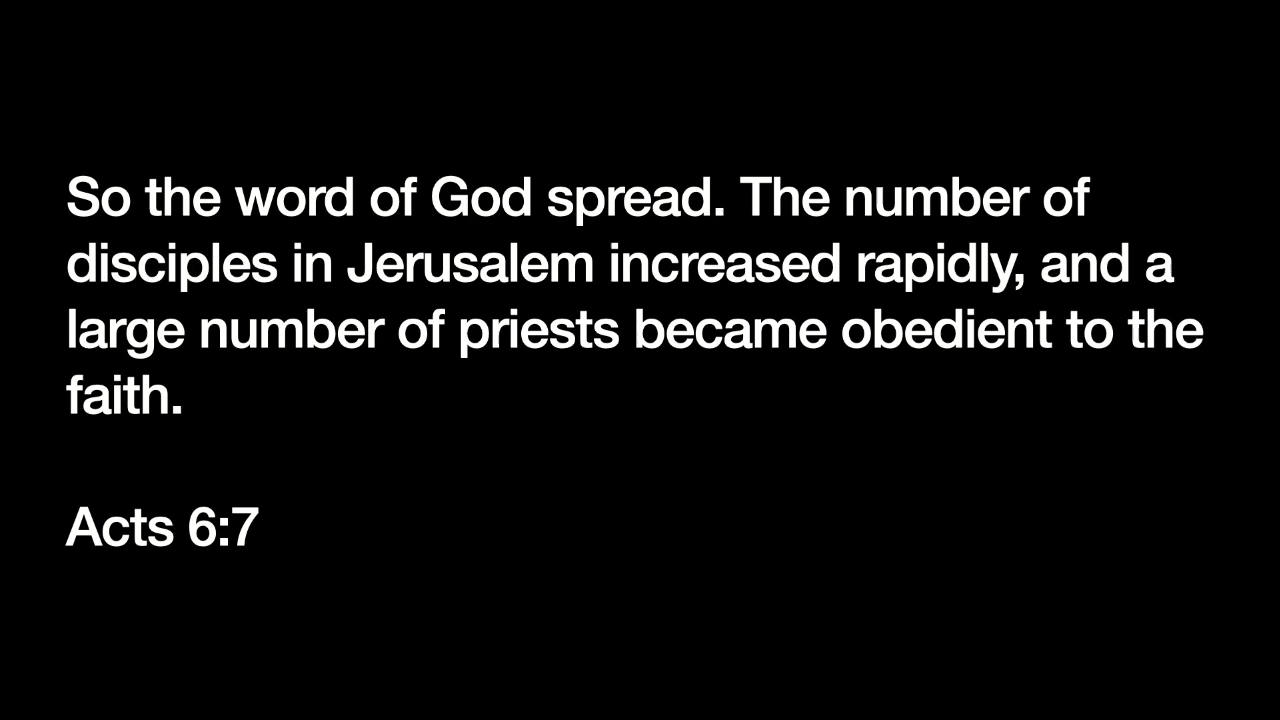 So the word of God spread. The number of
disciples in Jerusalem increased rapidly, and a
large number of priests became obedient to the
faith.
Acts 6:7